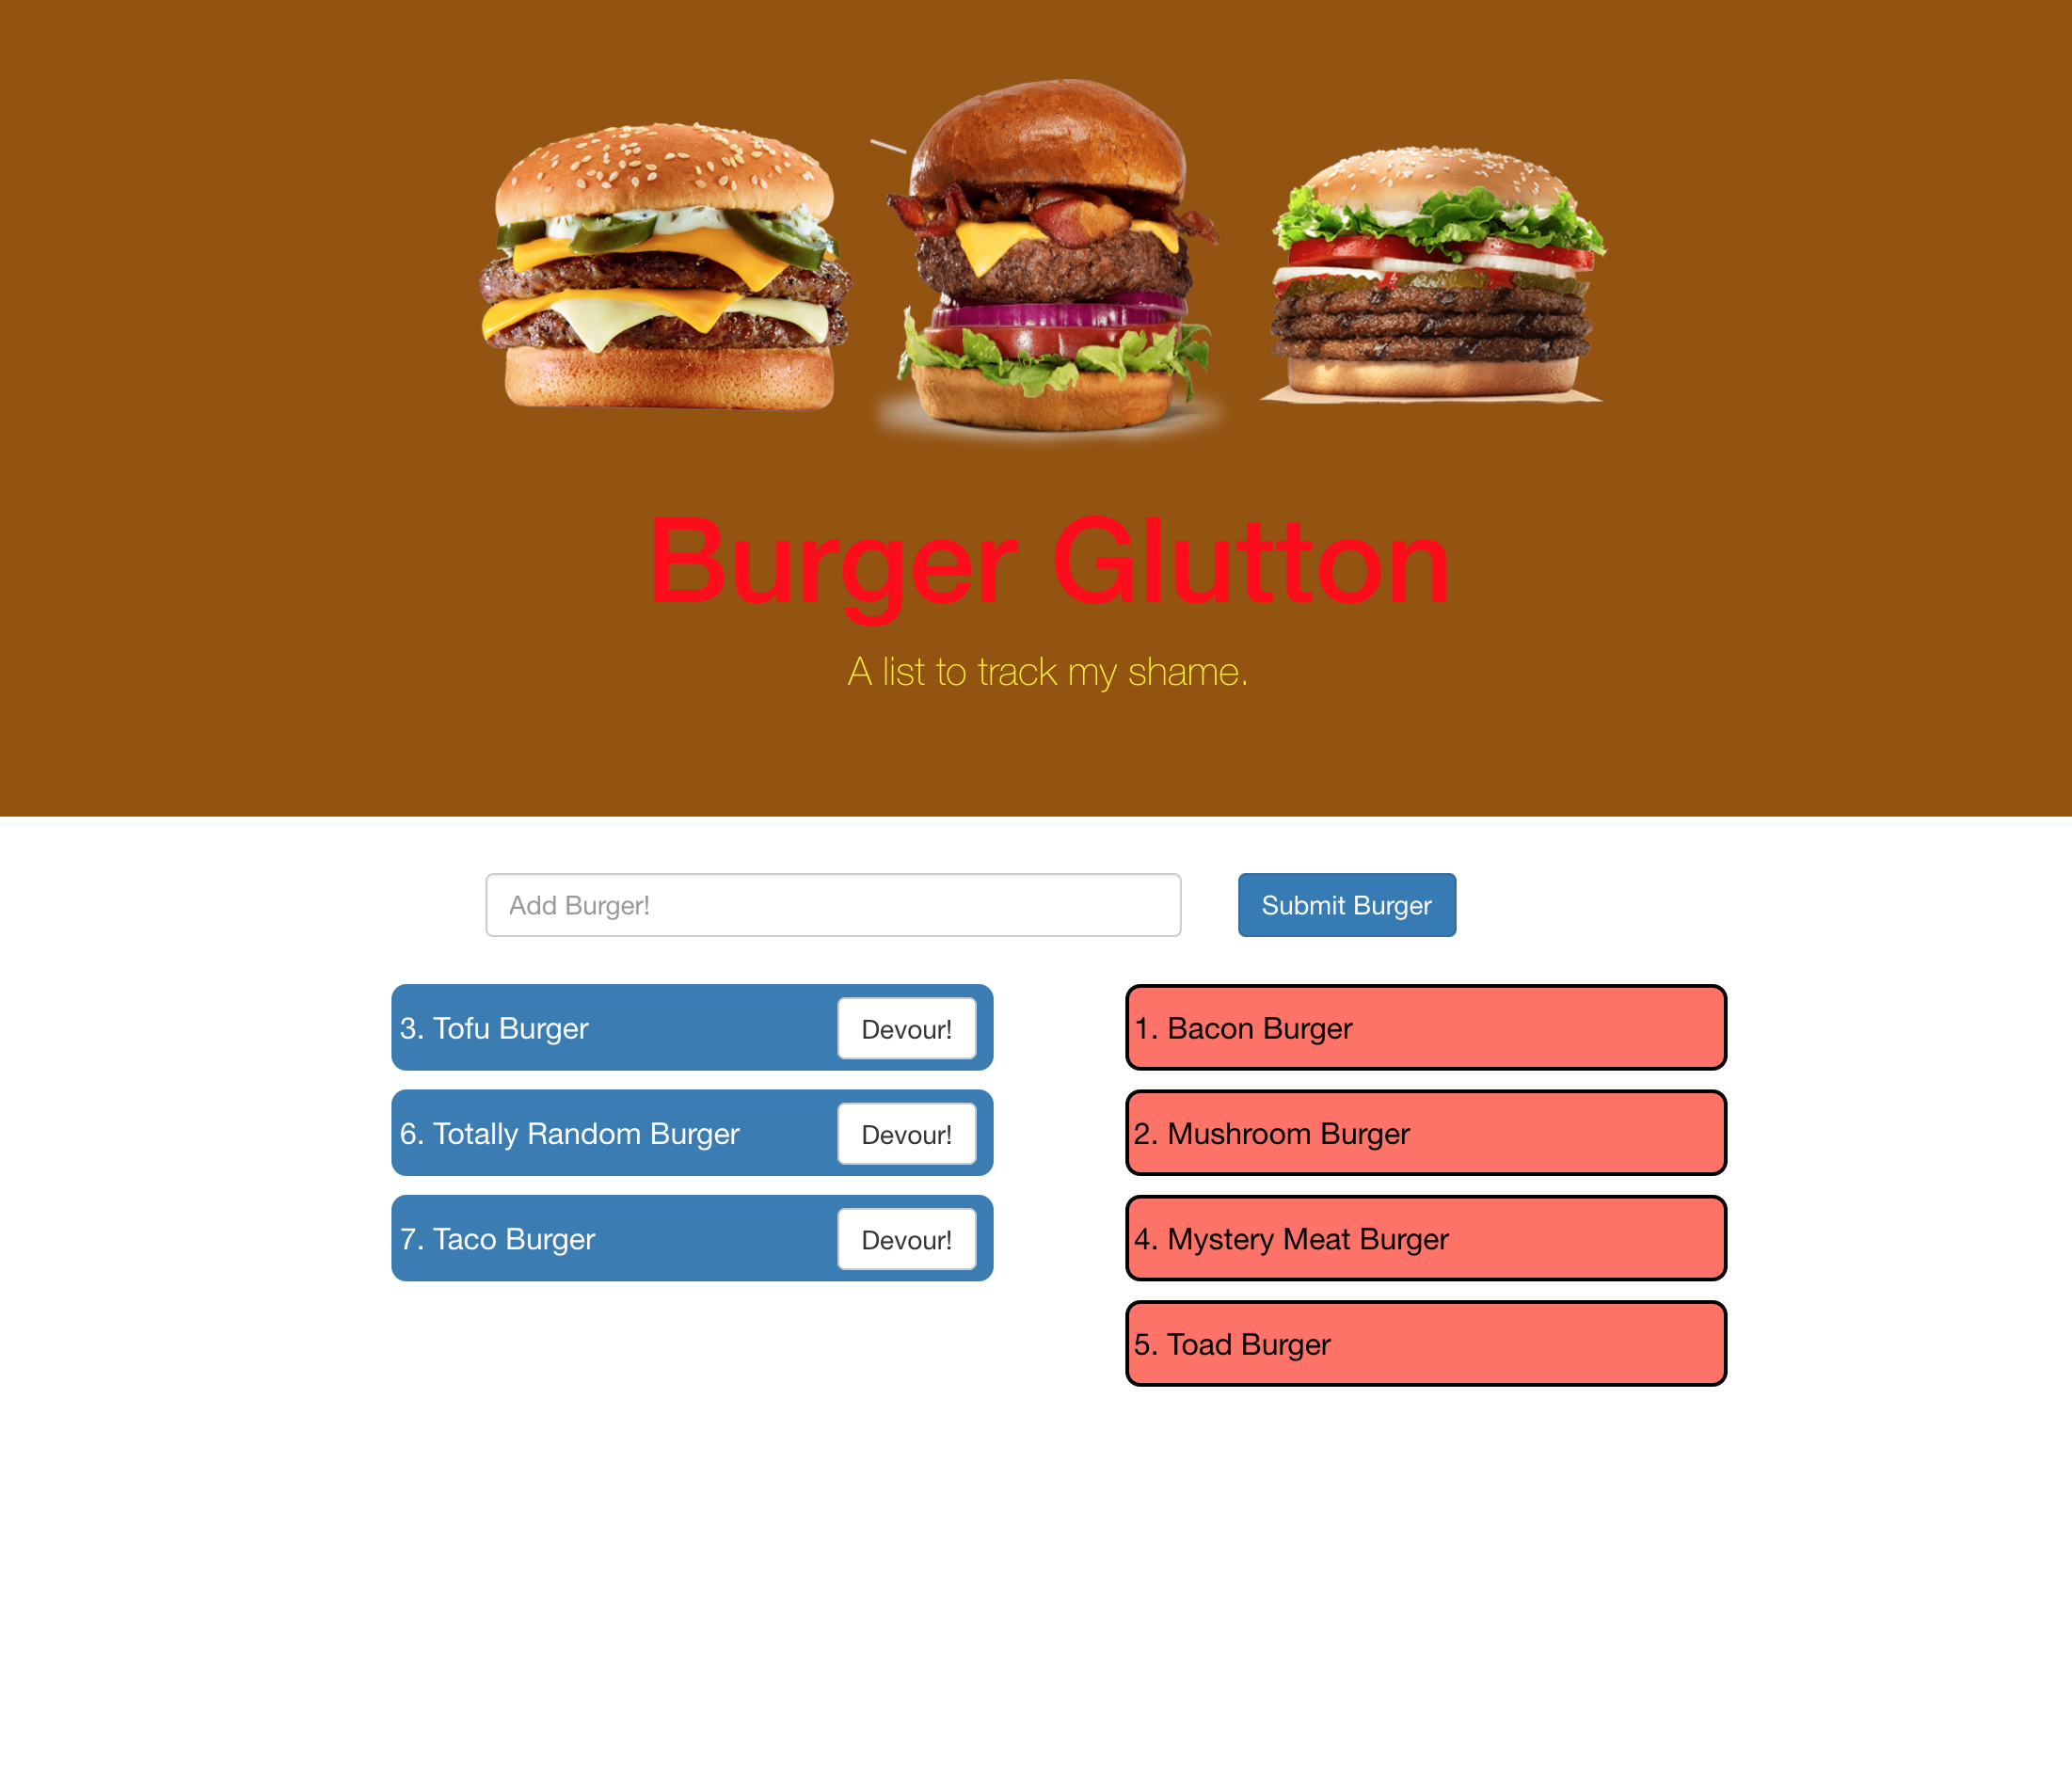 Burger Glutton
A list to track my shame.
Add Burger!
Submit Burger
3. Tofu Burger
Devour!
6. Totally Random Burger
Devour!
7. Taco Burger
Devour!
1. Bacon Burger
2. Mushroom Burger
4. Mystery Meat Burger
5. Toad Burger